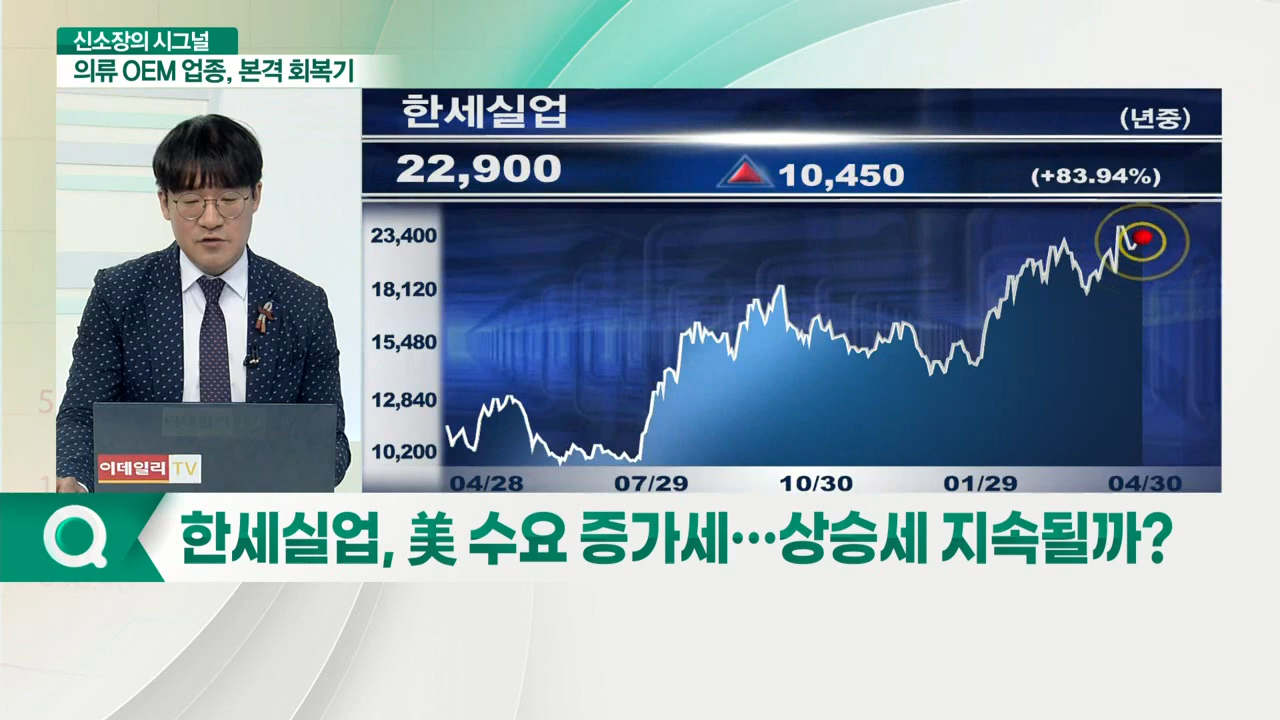 신소장의 시그널
의류 OEM 업종, 본격 회복기
한세실업
(년중)
22,900 ▲ 10,450 (+83.94%)
23,400
18,120
15,480
12,840
10,200
04/28 07/29 10/30 01/29 04/30
이데일리 TV
Q 한세실업, 美 수요 증가세…상승세 지속될까?